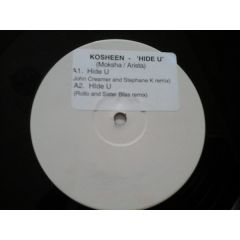 KOSHEEN - 'HIDE U'
(Moksha / Arista)
A1. Hide U
John Creamer and Stephane K remix)
A2. Hide U
(Rollo and Sister Bliss remix)